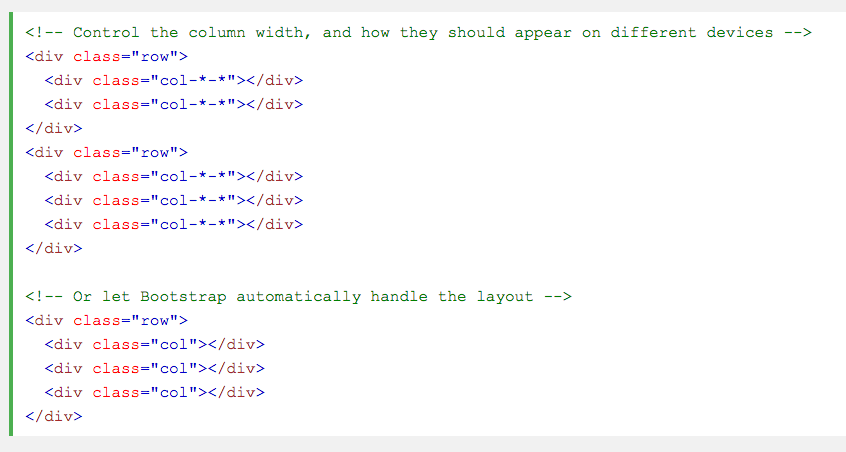 <!-- Control the column width, and how they should appear on different devices -->
<div class="row">
  <div class="col-*-*"></div>
  <div class="col-*-*"></div>
</div>
<div class="row">
  <div class="col-*-*"></div>
  <div class="col-*-*"></div>
  <div class="col-*-*"></div>
</div>

<!-- Or let Bootstrap automatically handle the layout -->
<div class="row">
  <div class="col"></div>
  <div class="col"></div>
  <div class="col"></div>
</div>